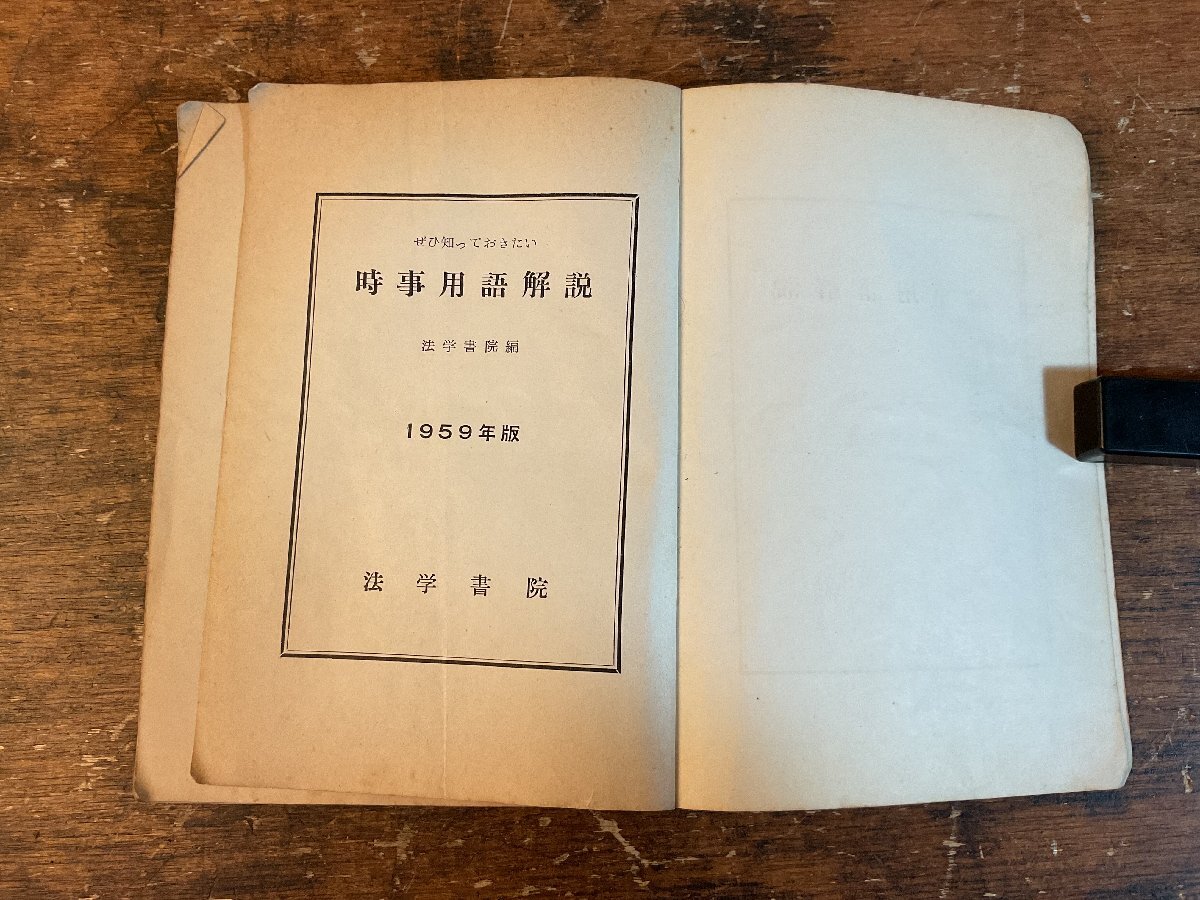 ぜひ知っておきたい
時事用語解説
法学書院編
1959年版
法学書院